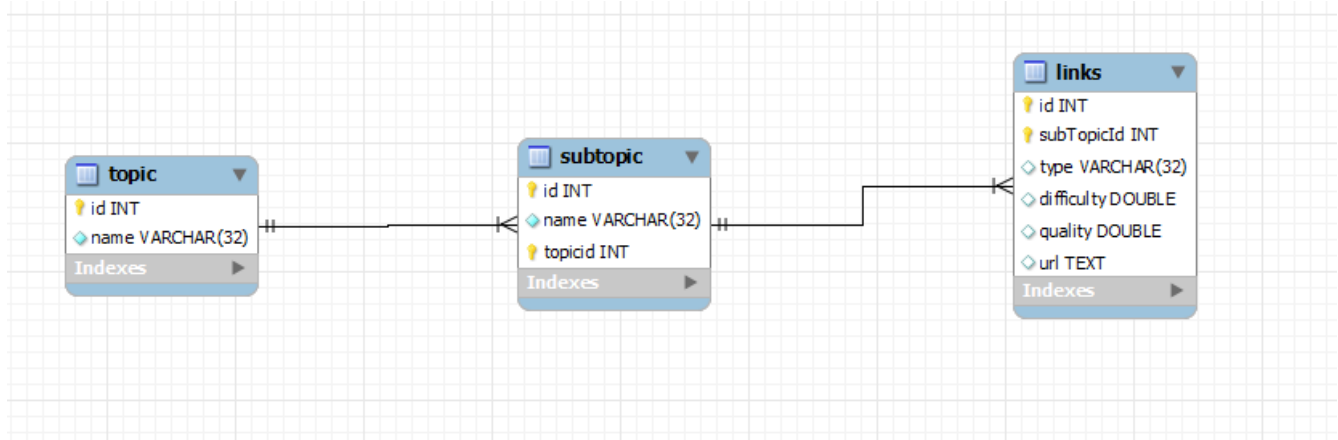 topic
id INT
name VARCHAR(32)
Indexes
subtopic
id INT
name VARCHAR(32)
topicid INT
Indexes
links
id INT
subTopicId INT
type VARCHAR(32)
difficulty DOUBLE
quality DOUBLE
url TEXT
Indexes